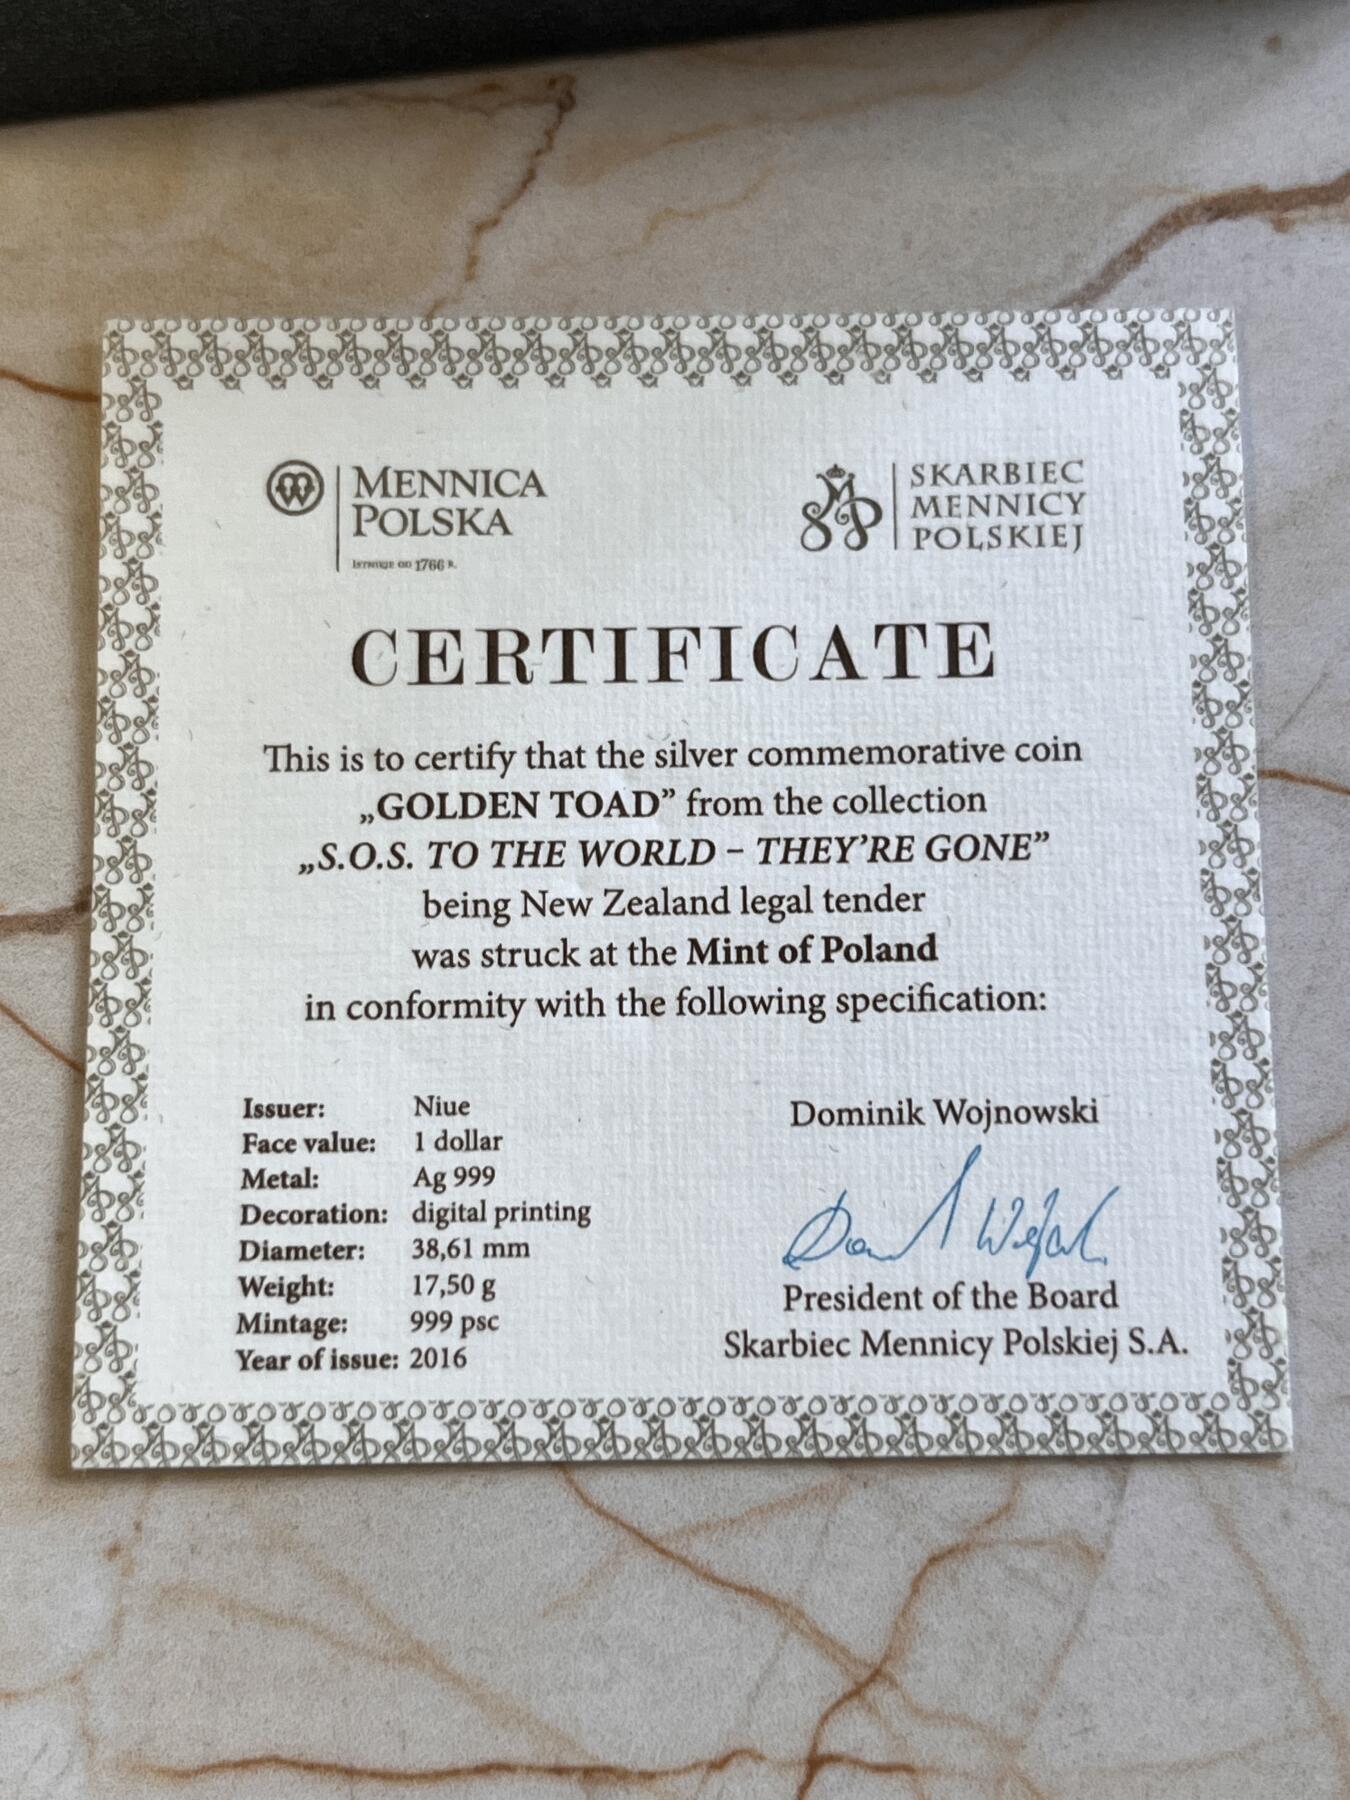 MENNICA
POLSKA
ISTNIEJE OD 1766 R.
SKARBIEC
MENNICY
POLSKIEJ
CERTIFICATE
This is to certify that the silver commemorative coin
„GOLDEN TOAD” from the collection
„S.O.S. TO THE WORLD – THEY’RE GONE”
being New Zealand legal tender
was struck at the Mint of Poland
in conformity with the following specification:
Issuer: Niue
Face value: 1 dollar
Metal: Ag 999
Decoration: digital printing
Diameter: 38,61 mm
Weight: 17,50 g
Mintage: 999 psc
Year of issue: 2016
Dominik Wojnowski
President of the Board
Skarbiec Mennicy Polskiej S.A.